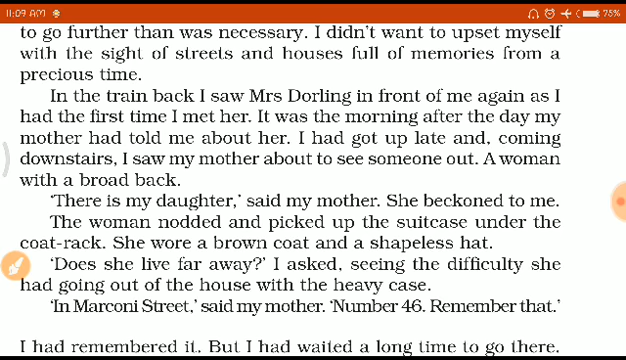 11:09 AM
75%
to go further than was necessary. I didn't want to upset myself
with the sight of streets and houses full of memories from a
precious time.
In the train back I saw Mrs Dorling in front of me again as I
had the first time I met her. It was the morning after the day my
mother had told me about her. I had got up late and, coming
downstairs, I saw my mother about to see someone out. A woman
with a broad back.
‘There is my daughter,’ said my mother. She beckoned to me.
The woman nodded and picked up the suitcase under the
coat-rack. She wore a brown coat and a shapeless hat.
‘Does she live far away?’ I asked, seeing the difficulty she
had going out of the house with the heavy case.
‘In Marconi Street,’ said my mother. ‘Number 46. Remember that.’
I had remembered it. But I had waited a long time to go there.